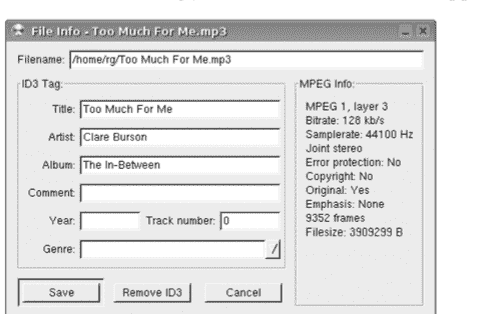 File Info - Too Much For Me.mp3
Filename: /home/rg/Too Much For Me.mp3
ID3 Tag:
Title: Too Much For Me
Artist: Clare Burson
Album: The In-Between
Comment:
Year: Track number: 0
Genre:
Save Remove ID3 Cancel
MPEG Info:
MPEG 1, layer 3
Bitrate: 128 kb/s
Samplerate: 44100 Hz
Joint stereo
Error protection: No
Copyright: No
Original: Yes
Emphasis: None
9352 frames
Filesize: 3909299 B